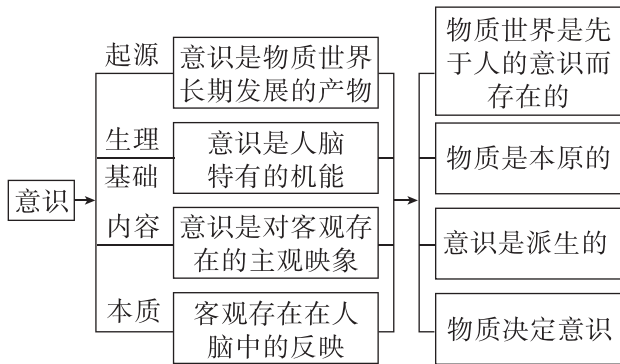 意识
起源
意识是物质世界
长期发展的产物
生理
基础
意识是人脑
特有的机能
内容
意识是对客观存
在的主观映象
本质
客观存在在人
脑中的反映
物质世界是先
于人的意识而
存在的
物质是本原的
意识是派生的
物质决定意识